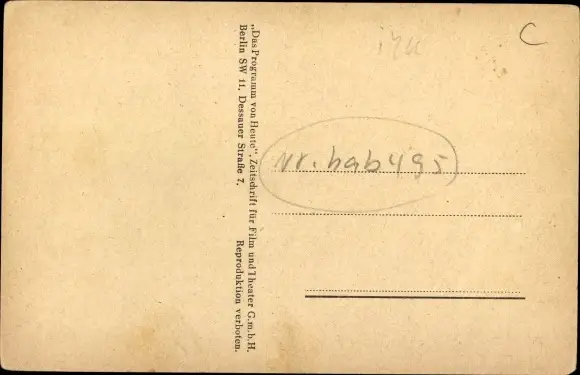 „Das Programm von Heute", Zeitschrift für Film und Theater G.m.b.H.
Berlin SW 11, Dessauer Straße 7. Reproduktion verboten.
C
Nr. hab495